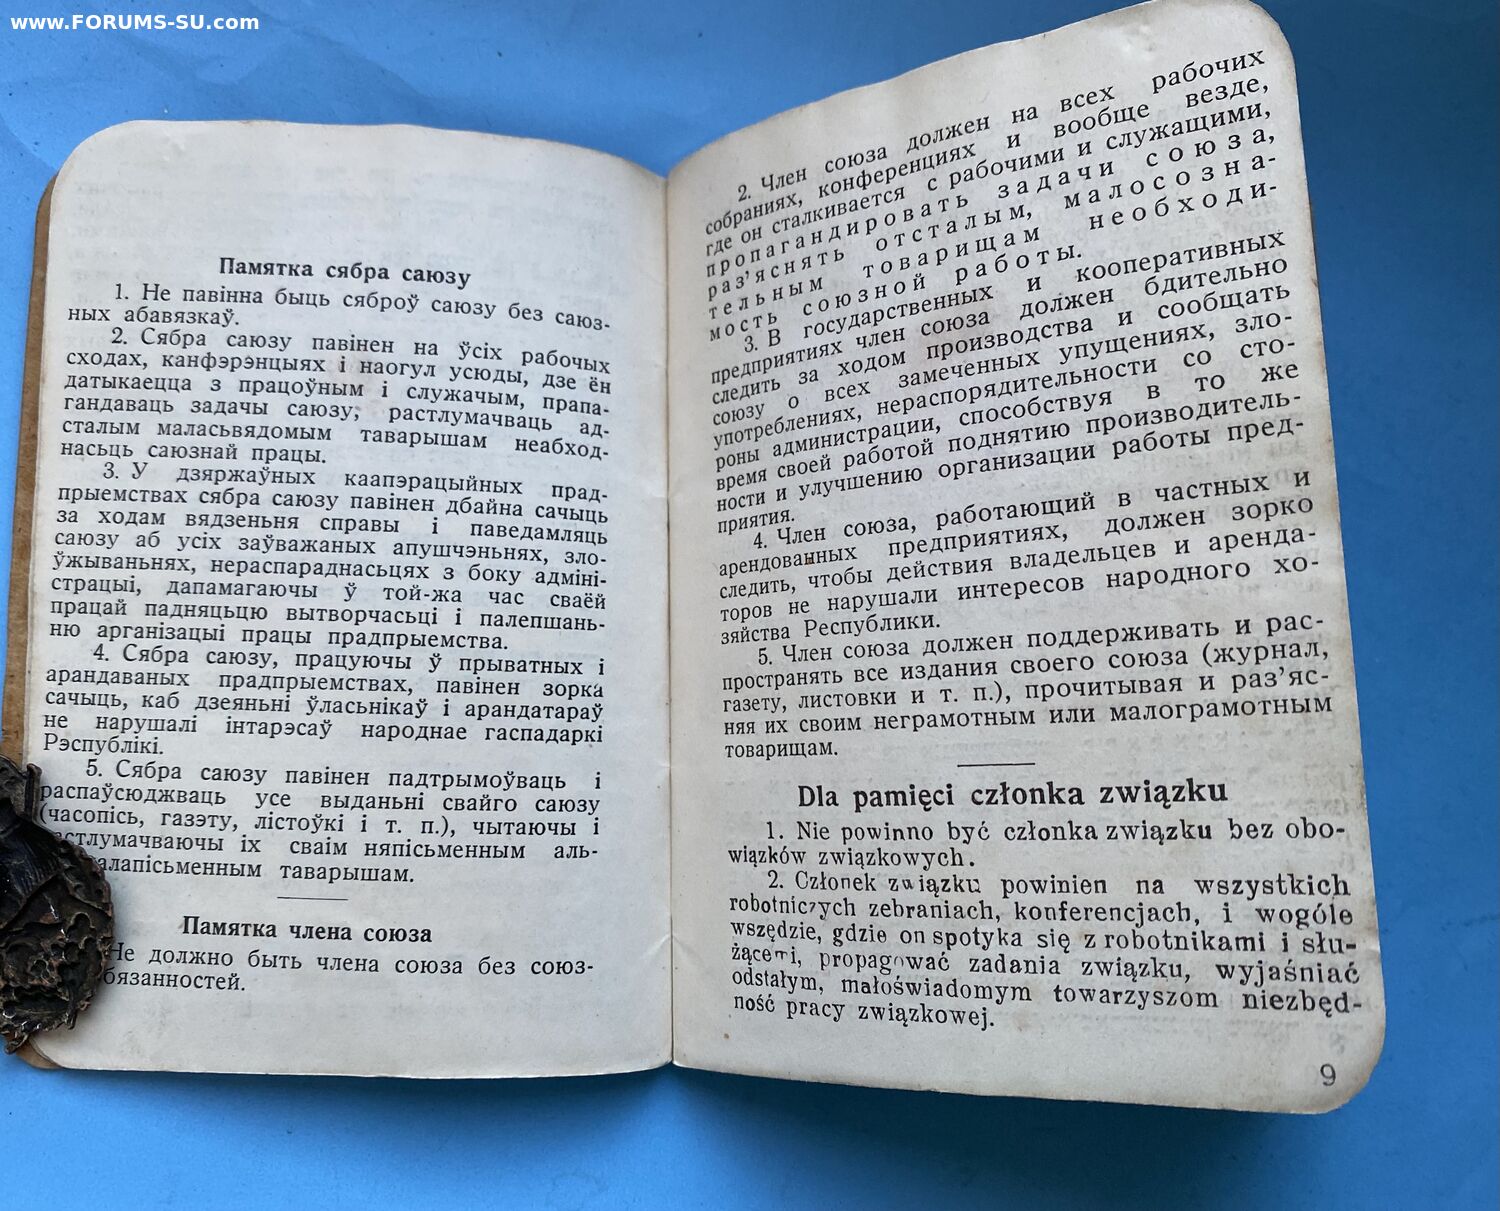 www.FORUMS-SU.com
Памятка сябра саюзу
1. Не павінна быць сяброў саюзу без саюз-
ных абавязкаў.
2. Сябра саюзу павінен на ўсіх рабочых
сходах, канфэрэнцыях і наогул усюды, дзе ён
датыкаецца з працоўным і служачым, прапа-
гандаваць задачы саюзу, растлумачваць ад-
сталым маласьвядомым таварышам неабход-
насьць саюзнай працы.
3. У дзяржаўных каапэрацыйных прад-
прыемствах сябра саюзу павінен дбайна сачыць
за ходам вядзеньня справы і паведамляць
саюзу аб усіх заўважаных апушчэньнях, зло-
ўжываньнях, нераспараднасьцях з боку адміні-
страцыі, дапамагаючы ў той-жа час сваёй
працай падняцьцю вытворчасьці і палепшань-
ню арганізацыі працы прадпрыемства.
4. Сябра саюзу, працуючы ў прыватных і
арандаваных прадпрыемствах, павінен зорка
сачыць, каб дзеяньні ўласьнікаў і арандатараў
не нарушалі інтарэсаў народнае гаспадаркі
Рэспублікі.
5. Сябра саюзу павінен падтрымоўваць і
распаўсюджваць усе выданьні свайго саюзу
(часопісь, газэту, лістоўкі і т. п.), чытаючы і
тлумачваючы іх сваім няпісьменным аль-
алапісьменным таварышам.
Памятка члена союза
Не должно быть члена союза без союз-
бязанностей.
2. Член союза должен на всех рабочих
собраниях, конференциях и вообще везде,
где он сталкивается с рабочими и служащими,
пропагандировать задачи союза,
раз’яснять отсталым, малосозна-
тельным товарищам необходи-
мость союзной работы.
3. В государственных и кооперативных
предприятиях член союза должен бдительно
следить за ходом производства и сообщать
союзу о всех замеченных упущениях, зло-
употреблениях, нераспорядительности со сто-
роны администрации, способствуя в то же
время своей работой поднятию производитель-
ности и улучшению организации работы пред-
приятия.
4. Член союза, работающий в частных и
арендованных предприятиях, должен зорко
следить, чтобы действия владельцев и аренда-
торов не нарушали интересов народного хо-
зяйства Республики.
5. Член союза должен поддерживать и рас-
пространять все издания своего союза (журнал,
газету, листовки и т. п.), прочитывая и раз’яс-
няя их своим неграмотным или малограмотным
товарищам.
Dla pamięci członka związku
1. Nie powinno być członka związku bez obo-
wiązków związkowych.
2. Członek związku powinien na wszystkich
robotniczych zebraniach, konferencjach, i wogóle
wszędzie, gdzie on spotyka się z robotnikami i słu-
żącemi, propagować zadania związku, wyjaśniać
odstałym, małoświadomym towarzyszom niezbęd-
ność pracy związkowej.
9